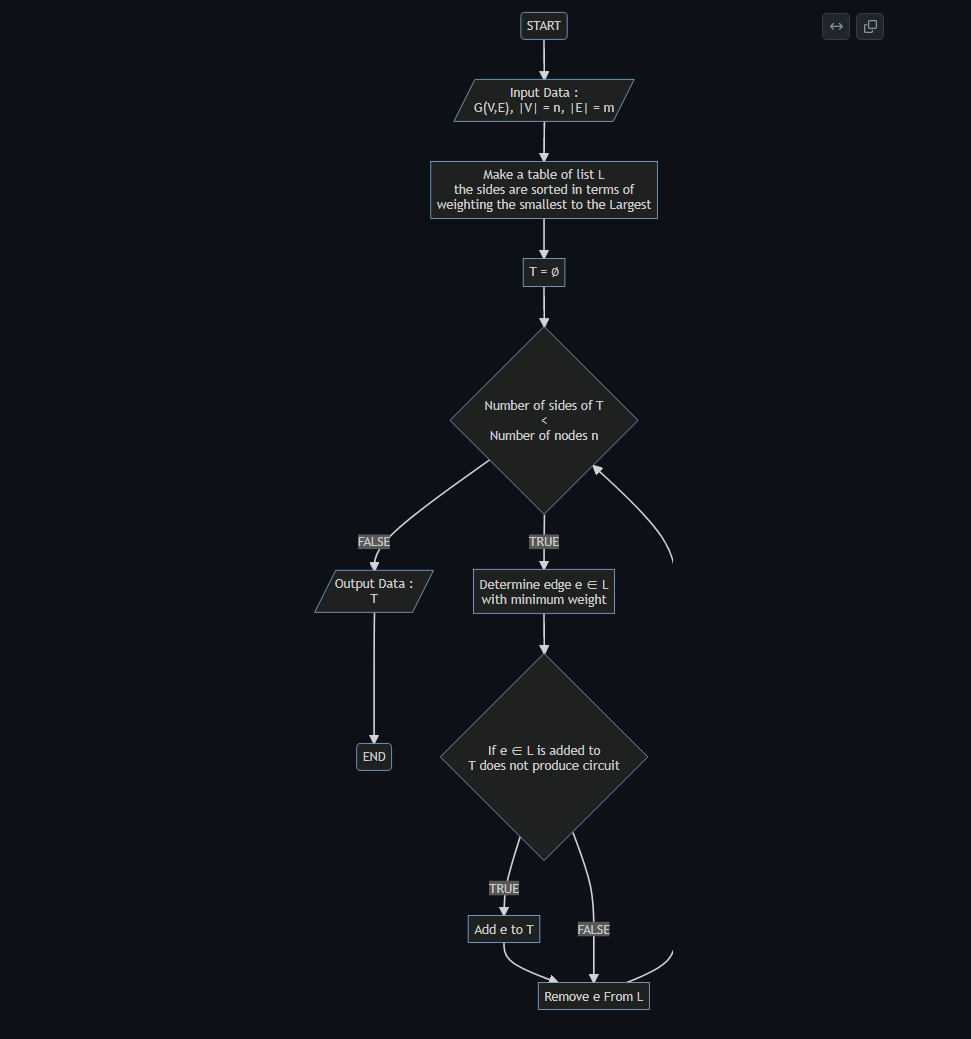 START
Input Data :
G(V,E), |V| = n, |E| = m
Make a table of list L
the sides are sorted in terms of
weighting the smallest to the Largest
T = ∅
Number of sides of T
<
Number of nodes n
FALSE
TRUE
Output Data :
T
Determine edge e ∈ L
with minimum weight
END
If e ∈ L is added to
T does not produce circuit
TRUE
Add e to T
FALSE
Remove e From L